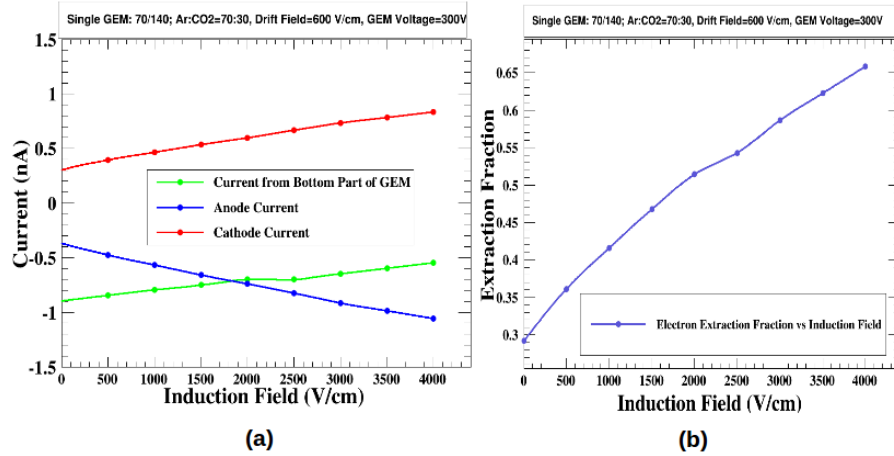 Single GEM: 70/140; Ar:CO2=70:30, Drift Field=600 V/cm, GEM Voltage=300V
1.5
1
0.5
0
-0.5
-1
-1.5
Current (nA)
Current from Bottom Part of GEM
Anode Current
Cathode Current
0 500 1000 1500 2000 2500 3000 3500 4000
Induction Field (V/cm)
(a)
Single GEM: 70/140; Ar:CO2=70:30, Drift Field=600 V/cm, GEM Voltage=300V
0.65
0.6
0.55
0.5
0.45
0.4
0.35
0.3
Extraction Fraction
Electron Extraction Fraction vs Induction Field
0 500 1000 1500 2000 2500 3000 3500 4000
Induction Field (V/cm)
(b)